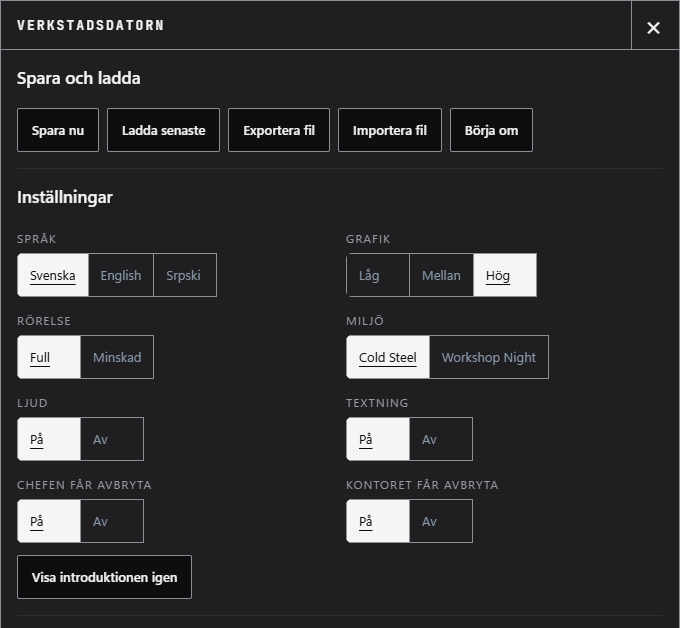 VERKSTADSDATORN
Spara och ladda
Spara nu Ladda senaste Exportera fil Importera fil Börja om
Inställningar
SPRÅK GRAFIK
Svenska English Srpski Låg Mellan Hög
RÖRELSE MILJÖ
Full Minskad Cold Steel Workshop Night
LJUD TEXTNING
På Av På Av
CHEFEN FÅR AVBRYTA KONTORET FÅR AVBRYTA
På Av På Av
Visa introduktionen igen